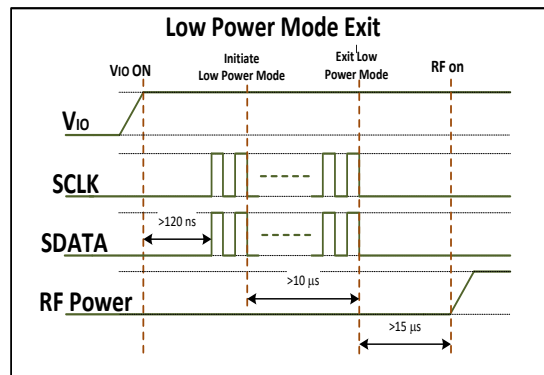 Low Power Mode Exit
VIO ON
Initiate
Low Power Mode
Exit Low
Power Mode
RF on
VIO
SCLK
>120 ns
SDATA
>10 µs
RF Power
>15 µs